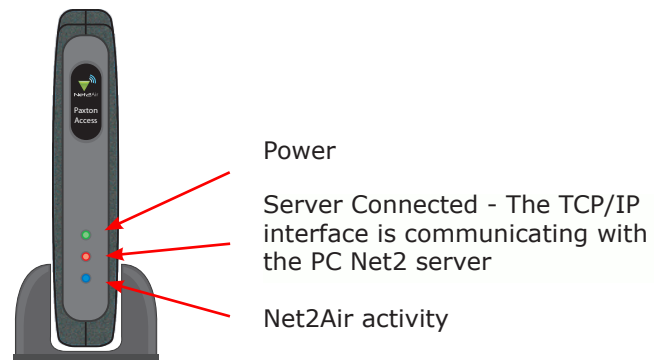 Net2Air
Paxton
Access
Power
Server Connected - The TCP/IP
interface is communicating with
the PC Net2 server
Net2Air activity